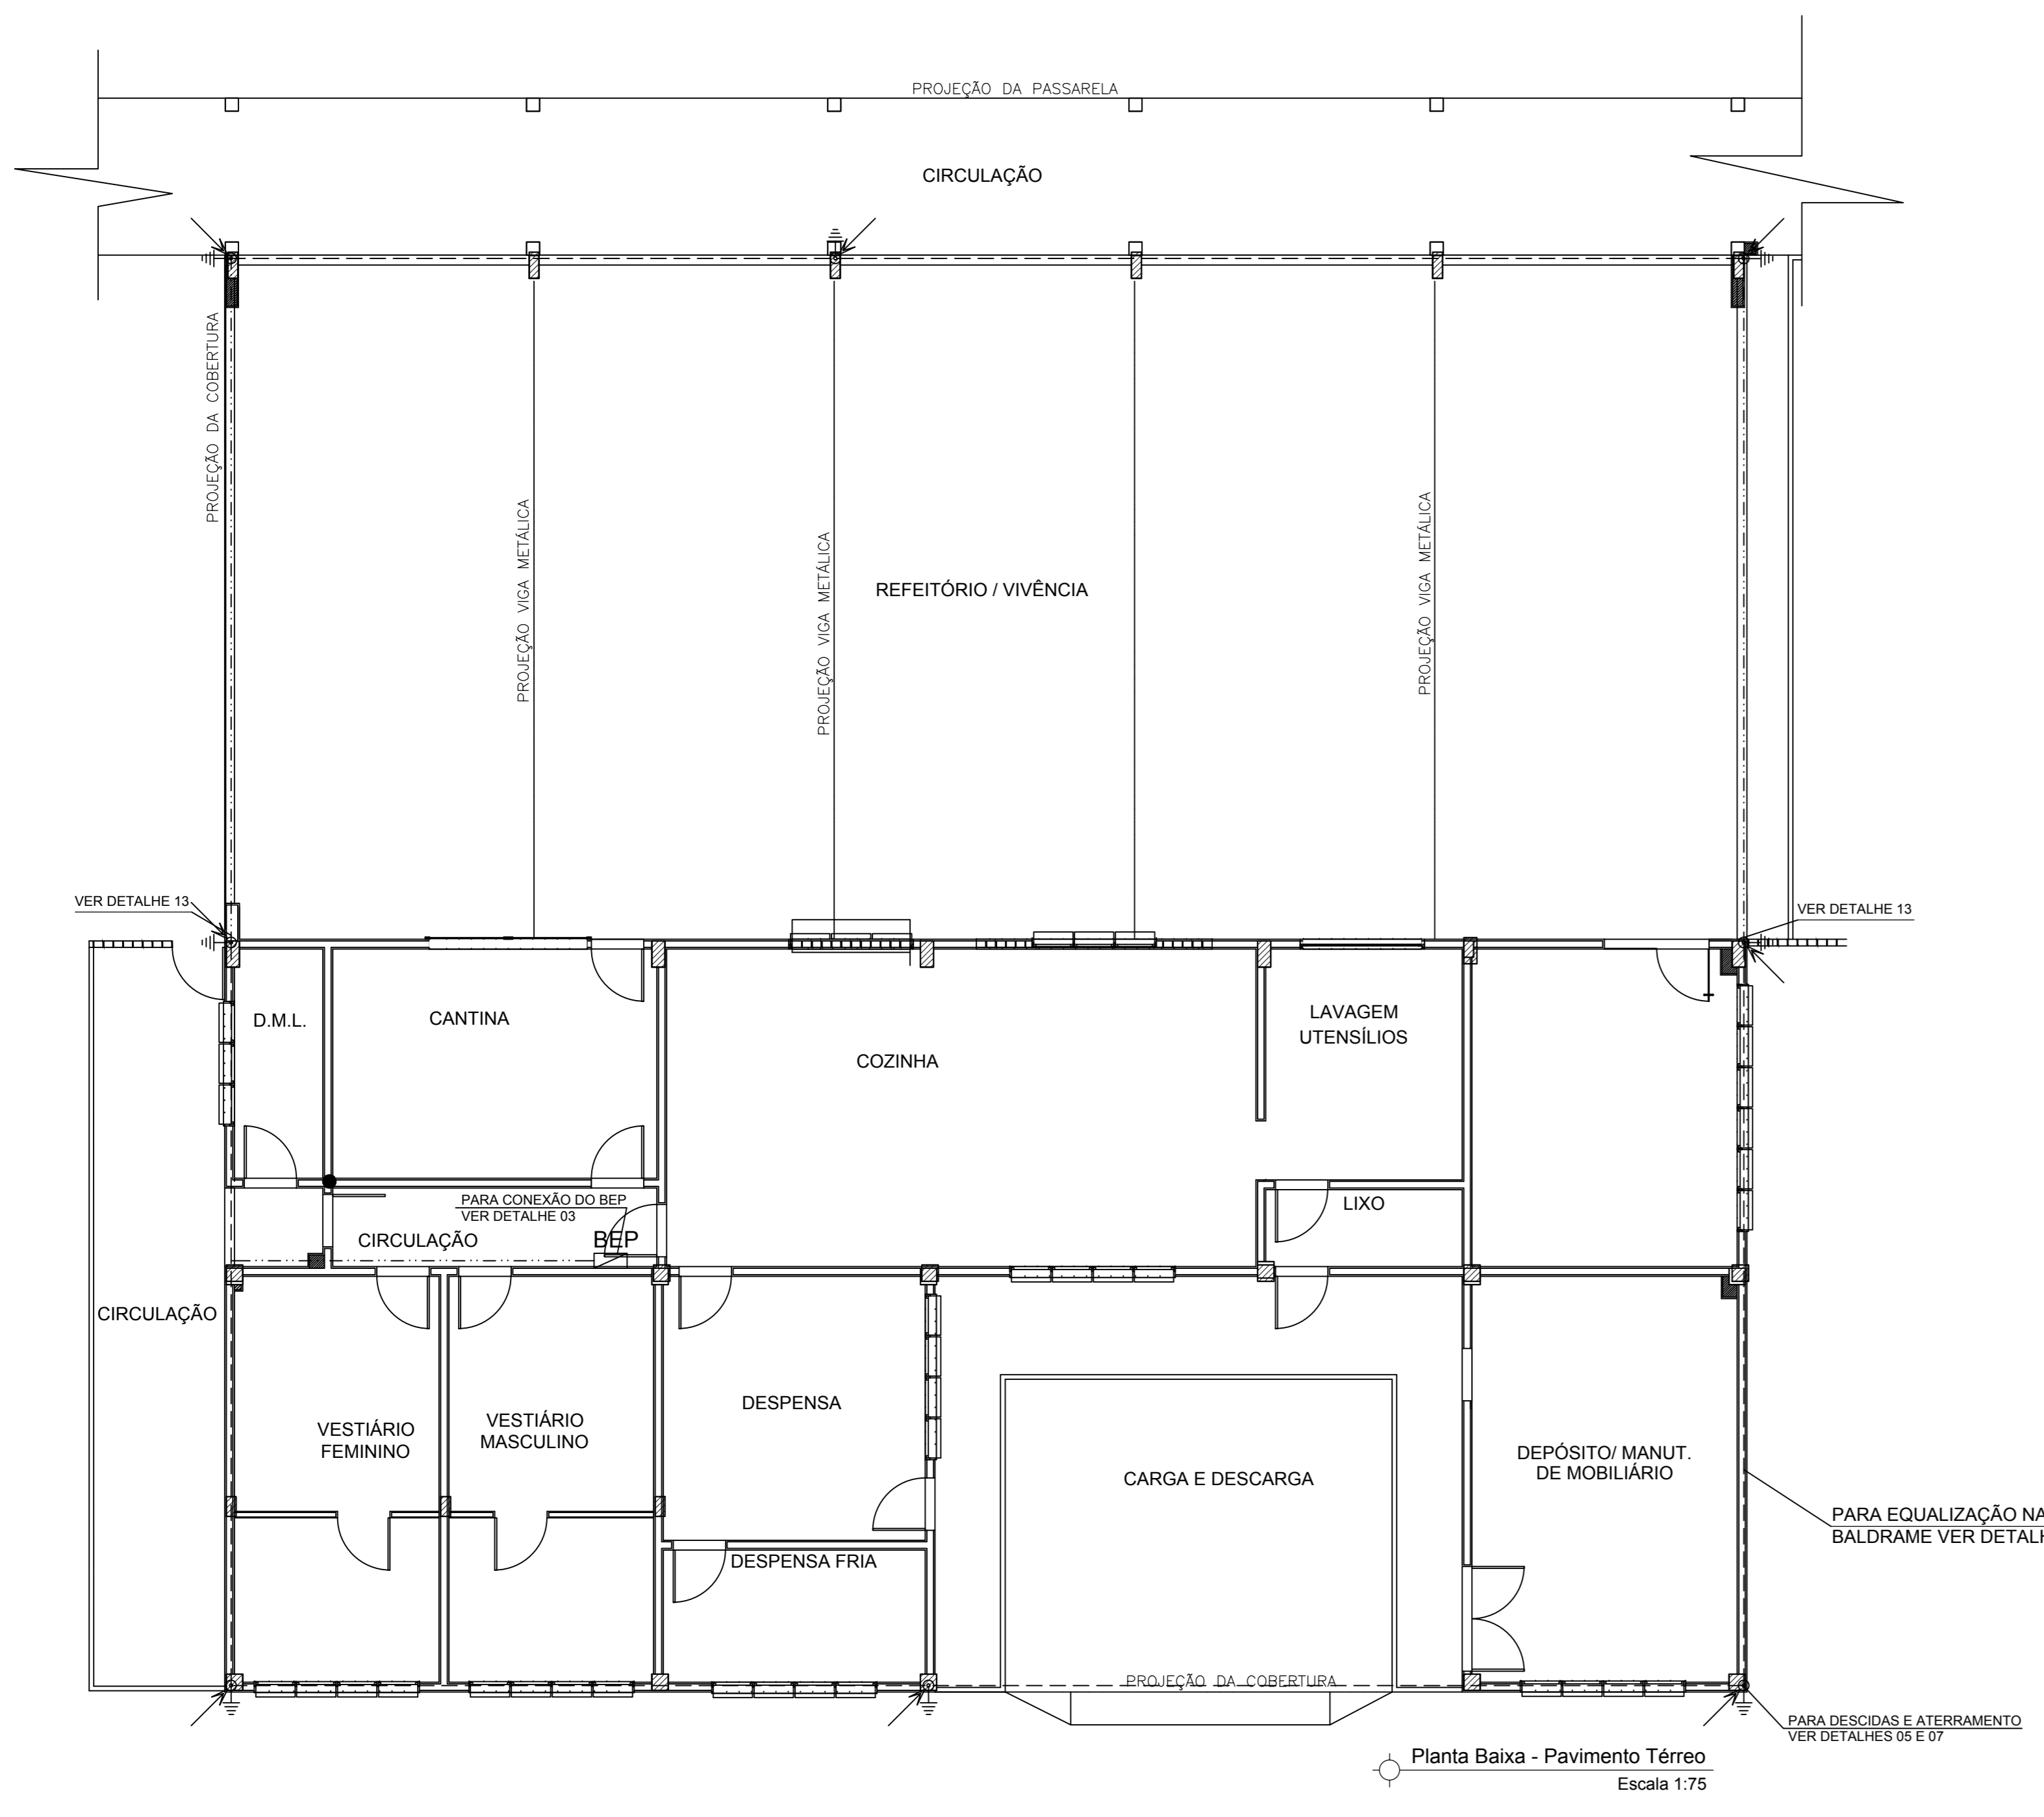 PROJEÇÃO DA PASSARELA
CIRCULAÇÃO
PROJEÇÃO DA COBERTURA
PROJEÇÃO VIGA METÁLICA
PROJEÇÃO VIGA METÁLICA
PROJEÇÃO VIGA METÁLICA
REFEITÓRIO / VIVÊNCIA
VER DETALHE 13
VER DETALHE 13
D.M.L.
CANTINA
COZINHA
LAVAGEM
UTENSÍLIOS
PARA CONEXÃO DO BEP
VER DETALHE 03
CIRCULAÇÃO
BEP
LIXO
CIRCULAÇÃO
VESTIÁRIO
FEMININO
VESTIÁRIO
MASCULINO
DESPENSA
CARGA E DESCARGA
DEPÓSITO/ MANUT.
DE MOBILIÁRIO
PARA EQUALIZAÇÃO NA
BALDRAME VER DETALH
DESPENSA FRIA
PROJEÇÃO DA COBERTURA
PARA DESCIDAS E ATERRAMENTO
VER DETALHES 05 E 07
Planta Baixa - Pavimento Térreo
Escala 1:75